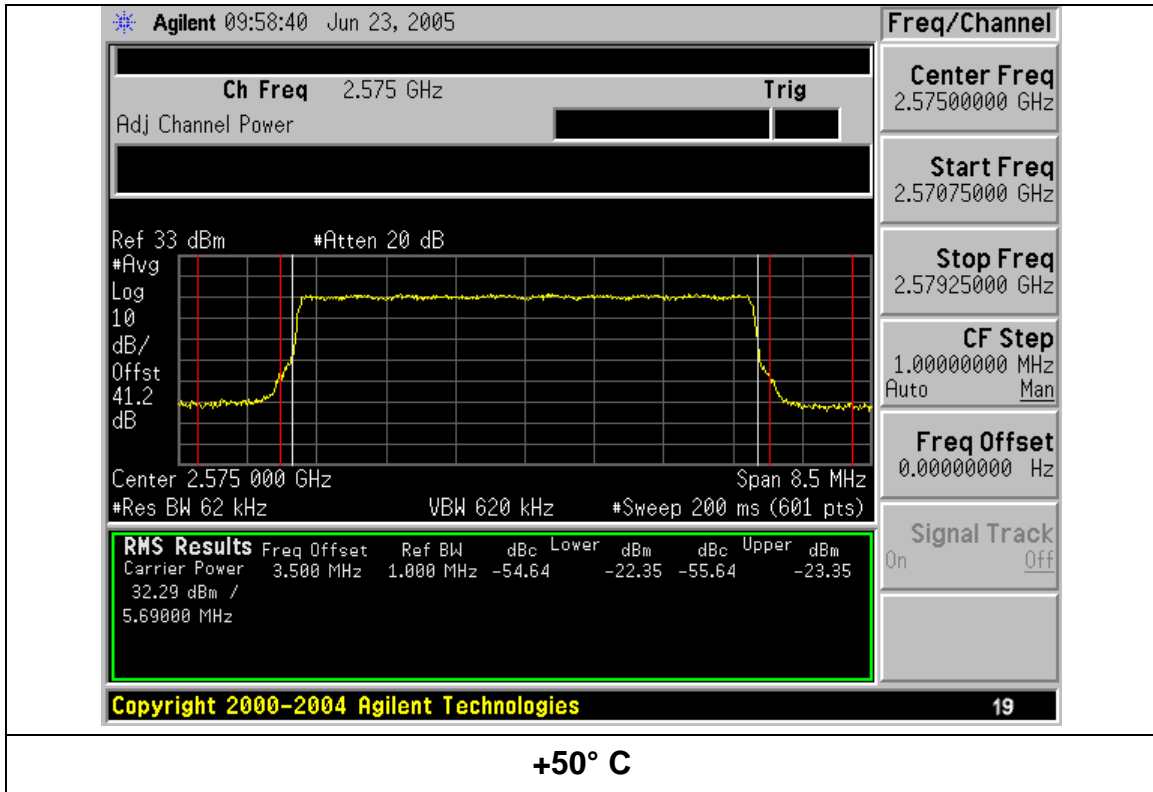 Agilent 09:58:40 Jun 23, 2005
Freq/Channel
Ch Freq 2.575 GHz Trig
Adj Channel Power
Center Freq
2.57500000 GHz
Start Freq
2.57075000 GHz
Stop Freq
2.57925000 GHz
CF Step
1.00000000 MHz
Auto Man
Freq Offset
0.00000000 Hz
Signal Track
On Off
Ref 33 dBm #Atten 20 dB
#Avg
Log
10
dB/
Offst
41.2
dB
Center 2.575 000 GHz Span 8.5 MHz
#Res BW 62 kHz VBW 620 kHz #Sweep 200 ms (601 pts)
RMS Results Freq Offset Ref BW dBc Lower dBm dBc Upper dBm
Carrier Power 3.500 MHz 1.000 MHz -54.64 -22.35 -55.64 -23.35
32.29 dBm /
5.69000 MHz
Copyright 2000-2004 Agilent Technologies 19
+50° C